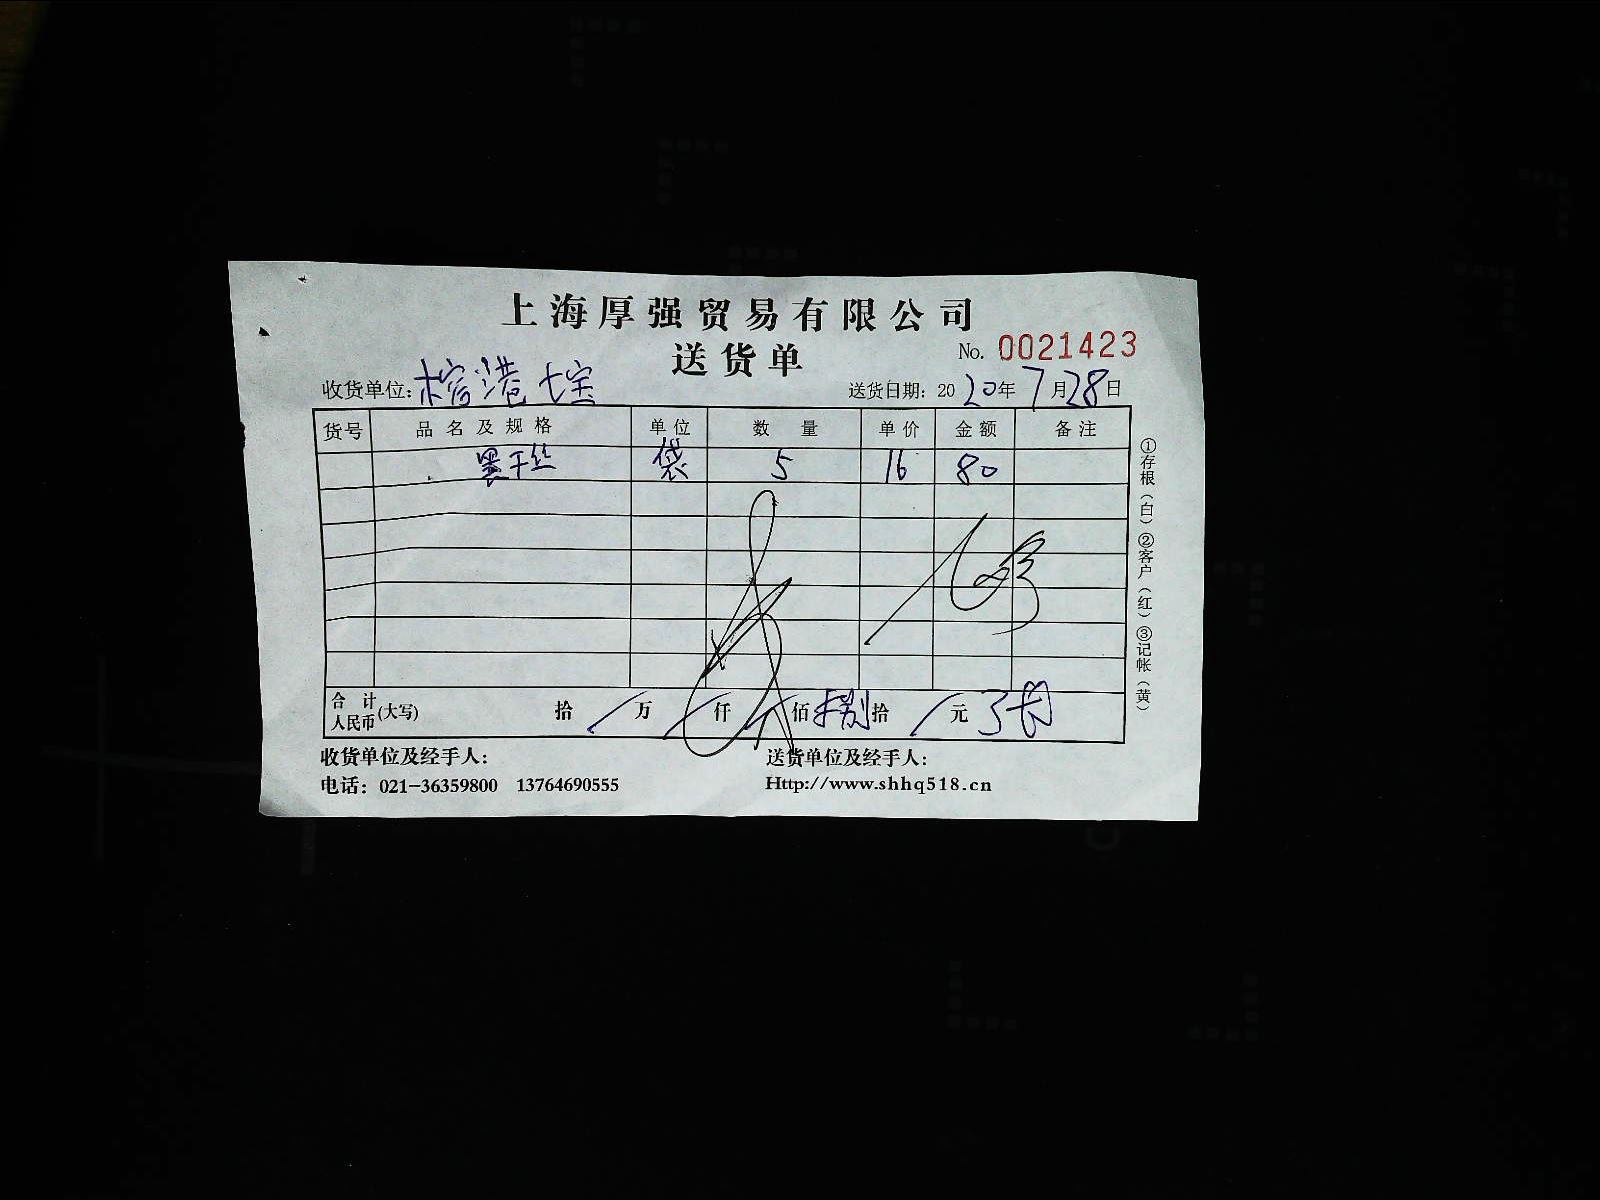 上海厚强贸易有限公司
送货单
No. 0021423
收货单位: 榕港七宝
送货日期: 2020年7月28日
货号 品名及规格 单位 数量 单价 金额 备注
袋 5 16 80
合计人民币(大写) 拾 / 万 / 仟 / 佰 捌 拾 / 元
收货单位及经手人: 送货单位及经手人:
电话: 021-36359800 13764690555 Http://www.shhq518.cn
①存根(白)②客户(红)③记帐(黄)